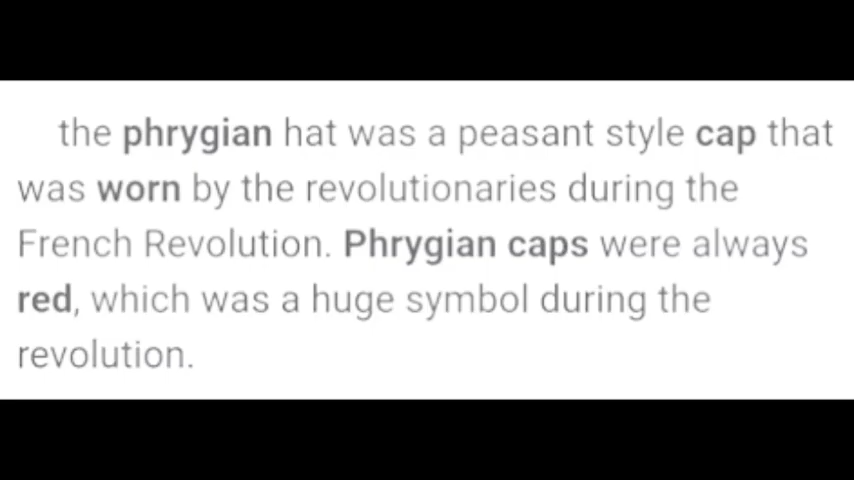 the phrygian hat was a peasant style cap that
was worn by the revolutionaries during the
French Revolution. Phrygian caps were always
red, which was a huge symbol during the
revolution.